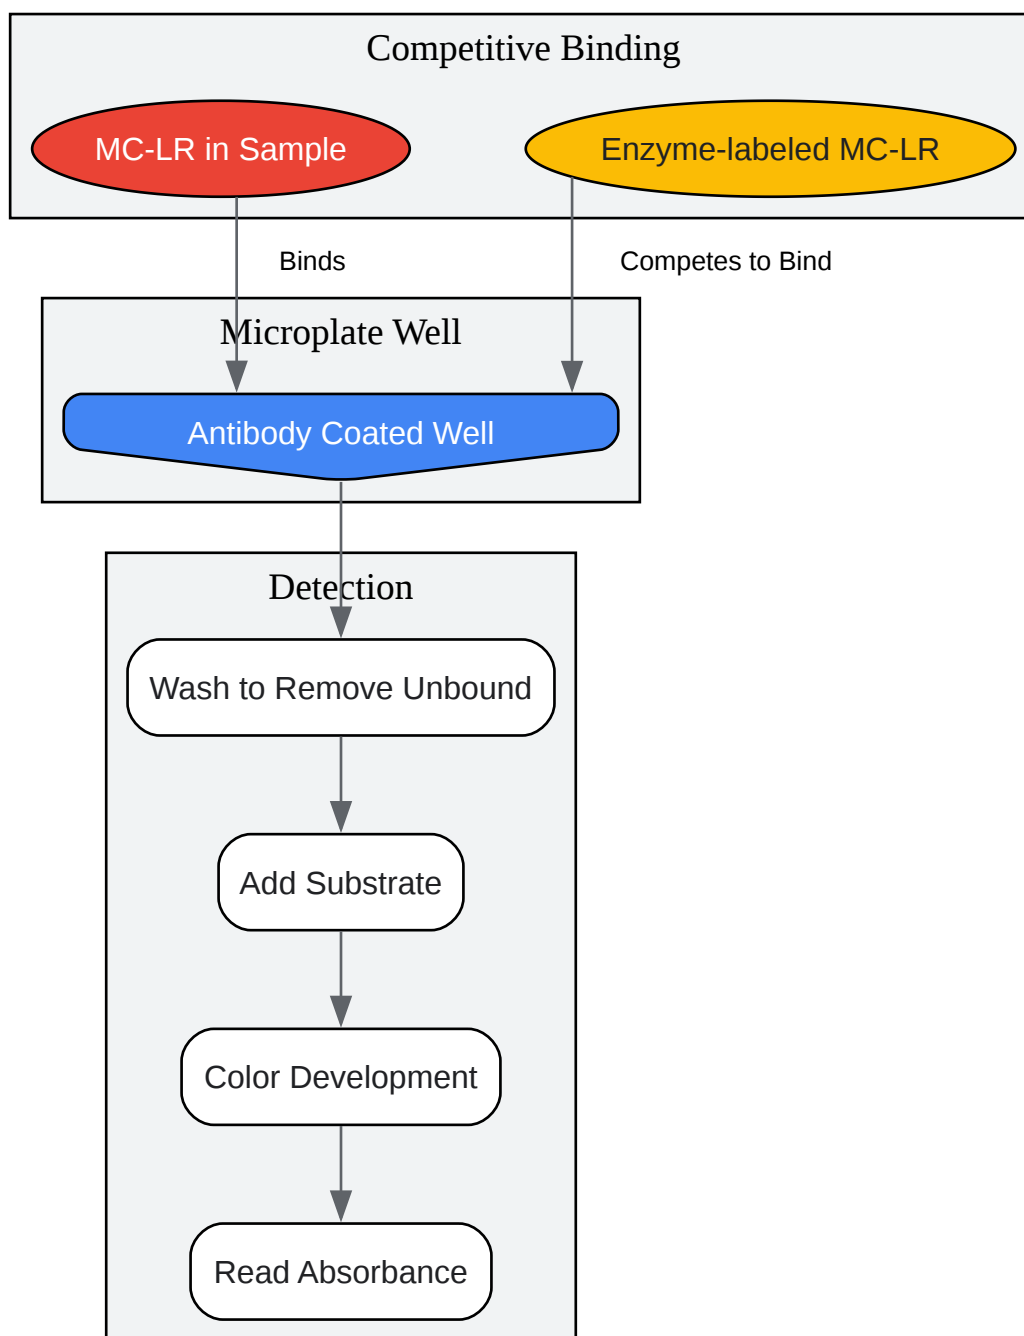 Competitive Binding
MC-LR in Sample
Enzyme-labeled MC-LR
Binds
Competes to Bind
Microplate Well
Antibody Coated Well
Detection
Wash to Remove Unbound
Add Substrate
Color Development
Read Absorbance